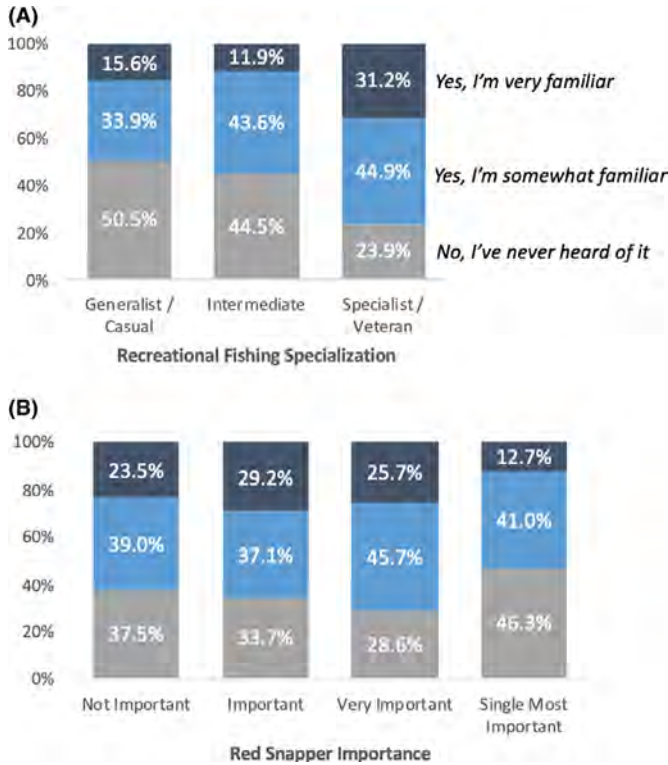 (A)
100%
80%
60%
40%
20%
0%
15.6%
11.9%
31.2%
33.9%
43.6%
44.9%
50.5%
44.5%
23.9%
Yes, I'm very familiar
Yes, I'm somewhat familiar
No, I've never heard of it
Generalist /
Casual
Intermediate
Specialist /
Veteran
Recreational Fishing Specialization
(B)
100%
80%
60%
40%
20%
0%
23.5%
29.2%
25.7%
12.7%
39.0%
37.1%
45.7%
41.0%
37.5%
33.7%
28.6%
46.3%
Not Important
Important
Very Important
Single Most
Important
Red Snapper Importance